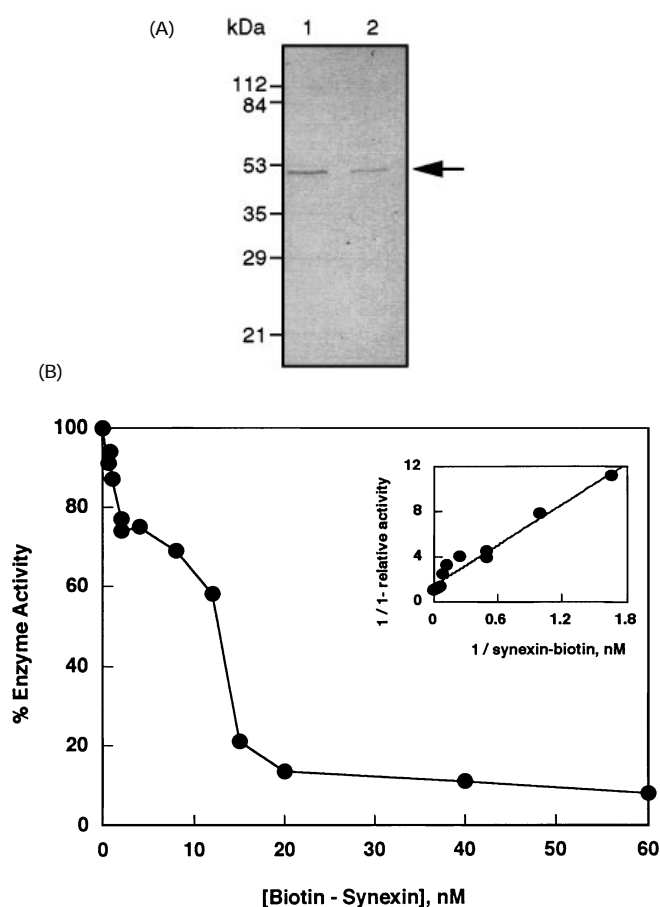 (A)
kDa 1 2
112
84
53
35
29
21
(B)
100
80
60
40
20
0
% Enzyme Activity
0 10 20 30 40 50 60
[Biotin - Synexin], nM
12
8
4
0
1 / 1- relative activity
0 0.6 1.2 1.8
1 / synexin-biotin, nM